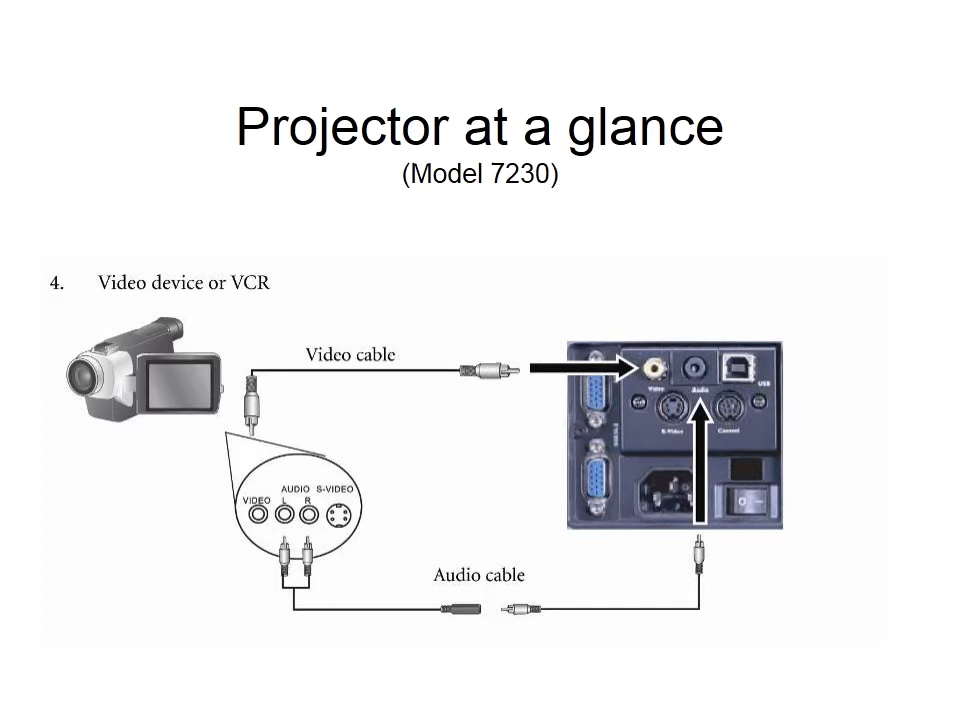 Projector at a glance
(Model 7230)
4. Video device or VCR
Video cable
Video
Audio
USB
S-Video
Control
AUDIO S-VIDEO
VIDEO L R
Audio cable